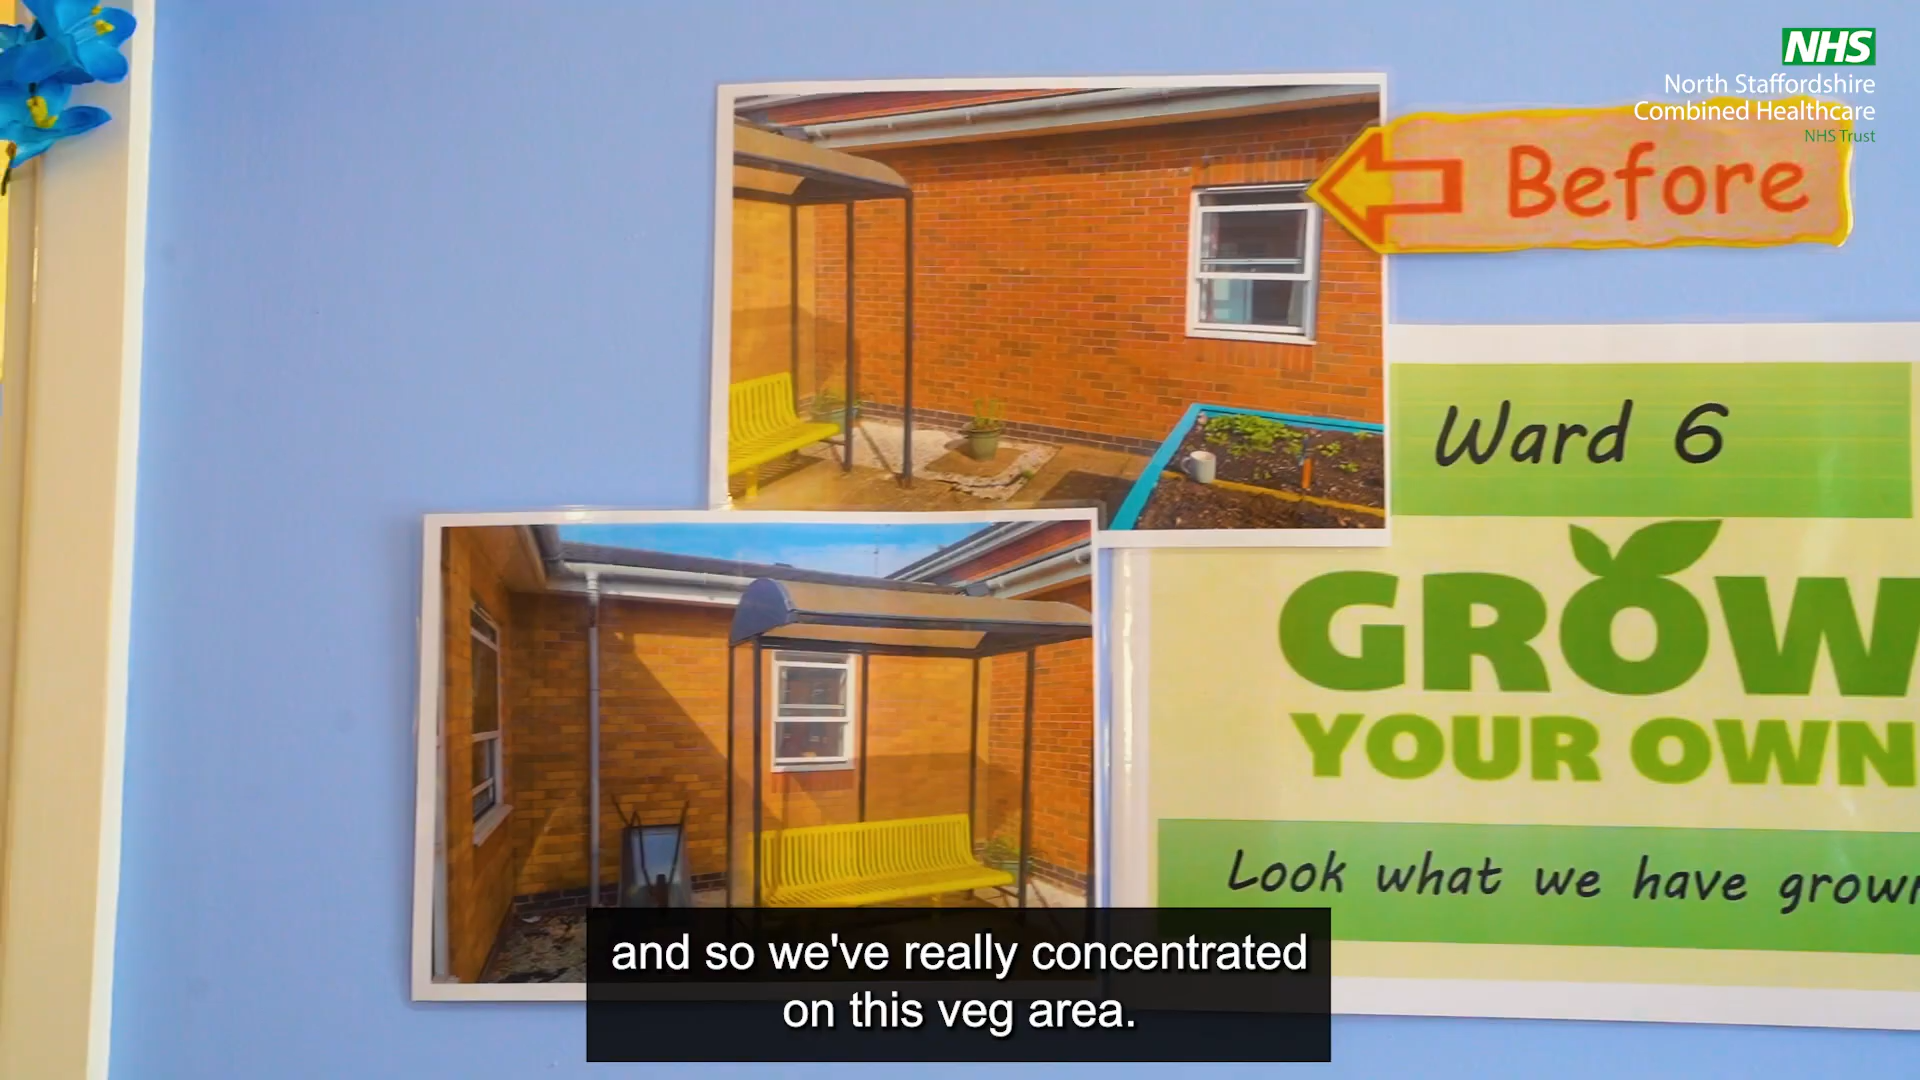 NHS
North Staffordshire
Combined Healthcare
NHS Trust
Before
Ward 6
GROW
YOUR OWN
Look what we have grown
and so we've really concentrated
on this veg area.